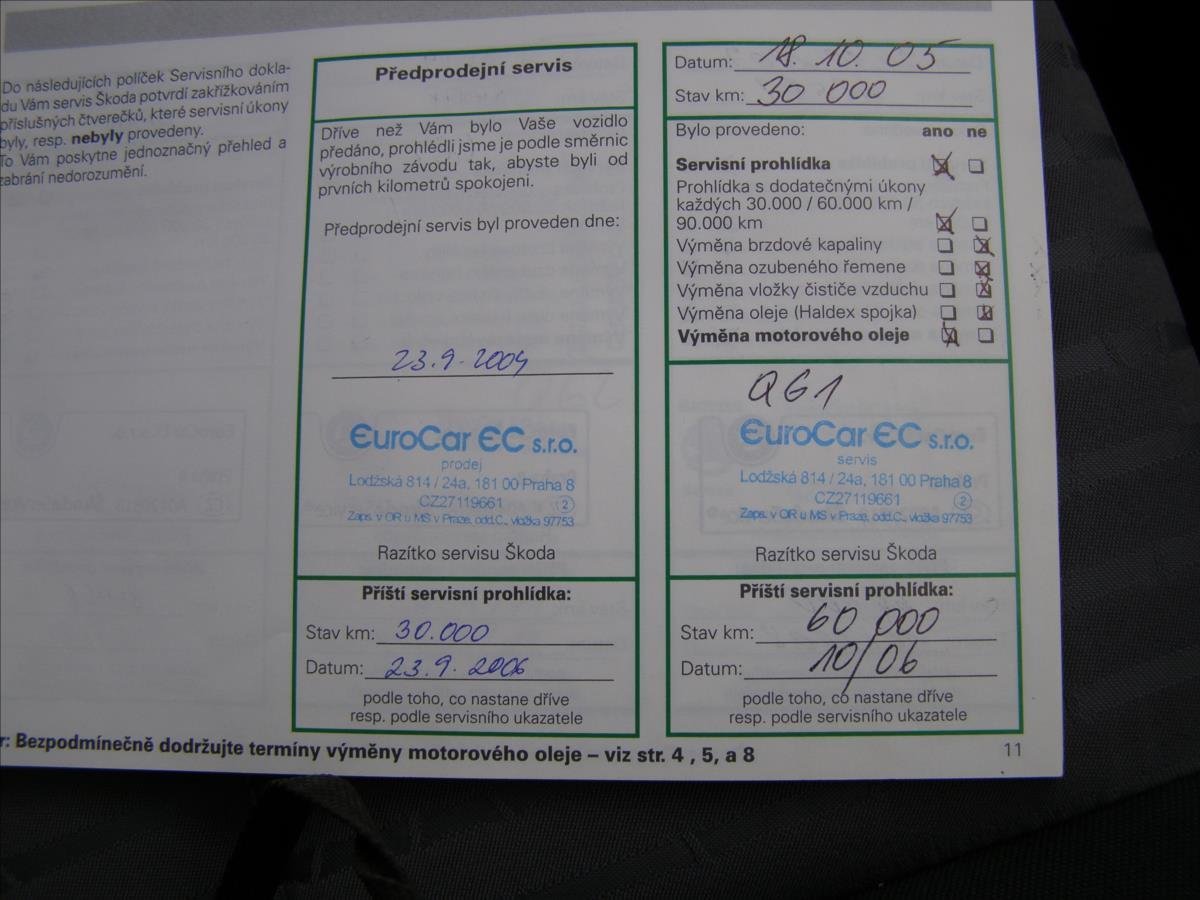 Do následujících políček Servisního dokla-
du Vám servis Škoda potvrdí zakřížkováním
příslušných čtverečků, které servisní úkony
byly, resp. nebyly provedeny.
To Vám poskytne jednoznačný přehled a
zabrání nedorozumění.
Předprodejní servis
Dříve než Vám bylo Vaše vozidlo
předáno, prohlédli jsme je podle směrnic
výrobního závodu tak, abyste byli od
prvních kilometrů spokojeni.
Předprodejní servis byl proveden dne:
23.9.2004
EuroCar EC s.r.o.
prodej
Lodžská 814 / 24a, 181 00 Praha 8
CZ27119661 2
Zaps. v OR u MS v Praze, odd.C., vložka 97753
Razítko servisu Škoda
Příští servisní prohlídka:
Stav km: 30.000
Datum: 23.9.2006
podle toho, co nastane dříve
resp. podle servisního ukazatele
Datum: 18.10.05
Stav km: 30 000
Bylo provedeno: ano ne
Servisní prohlídka
Prohlídka s dodatečnými úkony
každých 30.000 / 60.000 km /
90.000 km
Výměna brzdové kapaliny
Výměna ozubeného řemene
Výměna vložky čističe vzduchu
Výměna oleje (Haldex spojka)
Výměna motorového oleje
QG1
EuroCar EC s.r.o.
servis
Lodžská 814 / 24a, 181 00 Praha 8
CZ27119661 2
Zaps. v OR u MS v Praze, odd.C., vložka 97753
Razítko servisu Škoda
Příští servisní prohlídka:
Stav km: 60 000
Datum: 10/06
podle toho, co nastane dříve
resp. podle servisního ukazatele
r: Bezpodmínečně dodržujte termíny výměny motorového oleje – viz str. 4 , 5, a 8
11